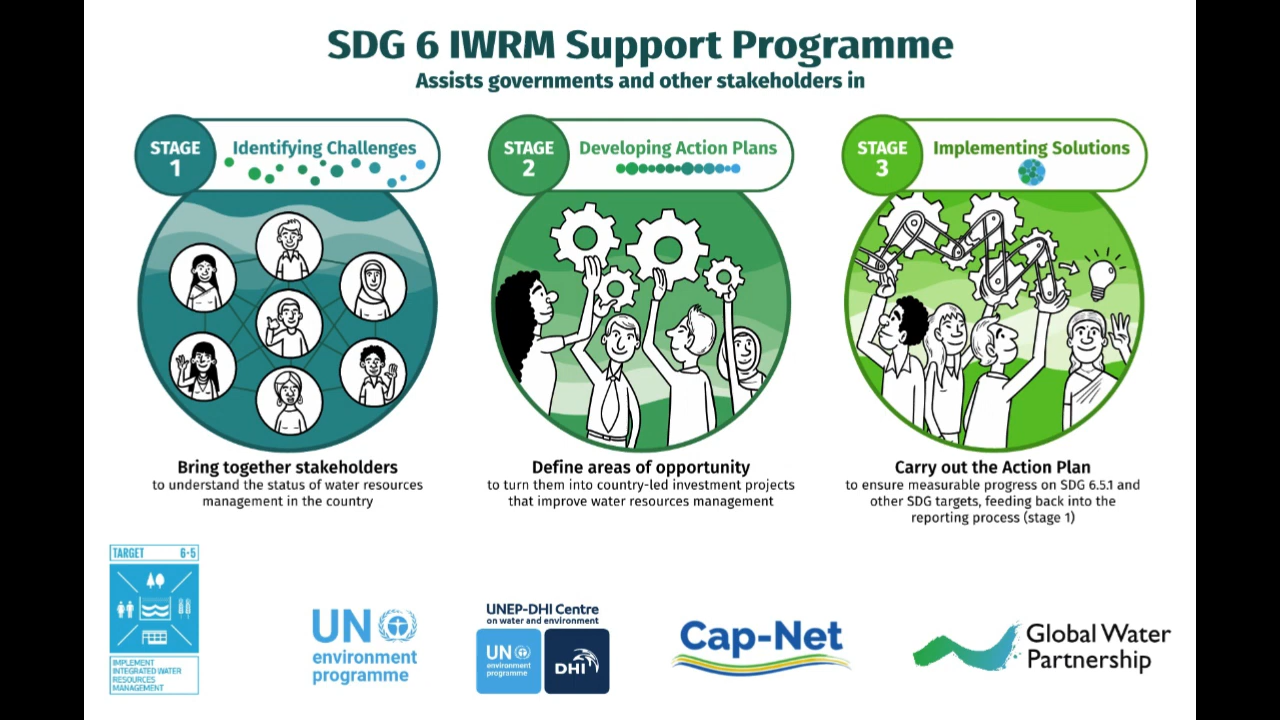 SDG 6 IWRM Support Programme
Assists governments and other stakeholders in
STAGE
1
Identifying Challenges
STAGE
2
Developing Action Plans
STAGE
3
Implementing Solutions
Bring together stakeholders
to understand the status of water resources
management in the country
Define areas of opportunity
to turn them into country-led investment projects
that improve water resources management
Carry out the Action Plan
to ensure measurable progress on SDG 6.5.1 and
other SDG targets, feeding back into the
reporting process (stage 1)
TARGET 6·5
IMPLEMENT
INTEGRATED WATER
RESOURCES
MANAGEMENT
UN
environment
programme
UNEP-DHI Centre
on water and environment
UN
environment
programme
DHI
Cap-Net
Global Water
Partnership